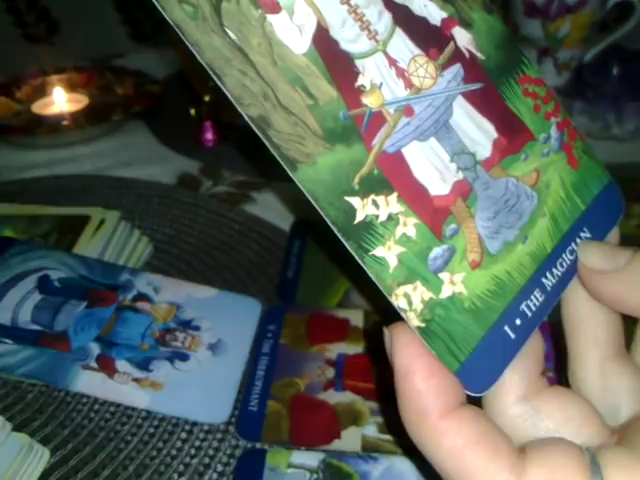 I • THE MAGICIAN
V • THE HIEROPHANT